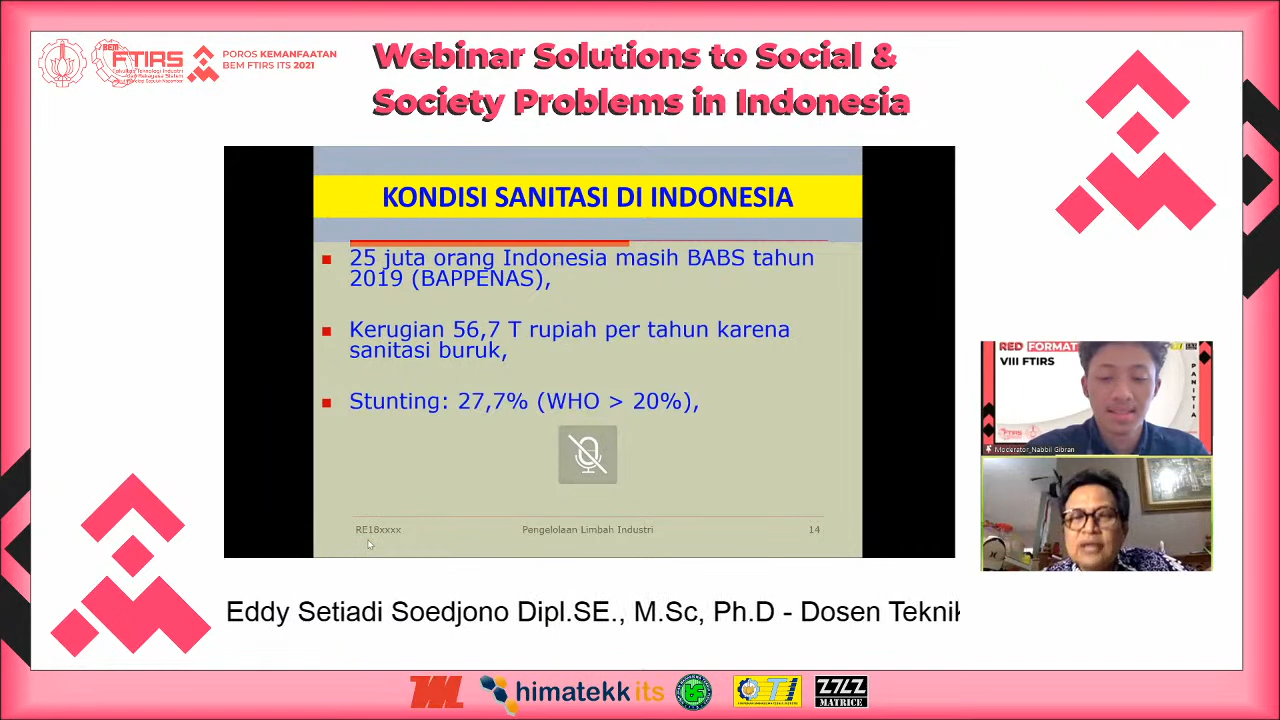 BEM
FTIRS
POROS KEMANFAATAN
BEM FTIRS ITS 2021
Webinar Solutions to Social &
Society Problems in Indonesia
KONDISI SANITASI DI INDONESIA
25 juta orang Indonesia masih BABS tahun
2019 (BAPPENAS),
Kerugian 56,7 T rupiah per tahun karena
sanitasi buruk,
Stunting: 27,7% (WHO > 20%),
RE18xxxx
Pengelolaan Limbah Industri
14
RED FORMAT
VIII FTIRS
PANITIA
Moderator_Nabbil Gibran
Eddy Setiadi Soedjono Dipl.SE., M.Sc, Ph.D - Dosen Teknik
himatekk its
MATRICE